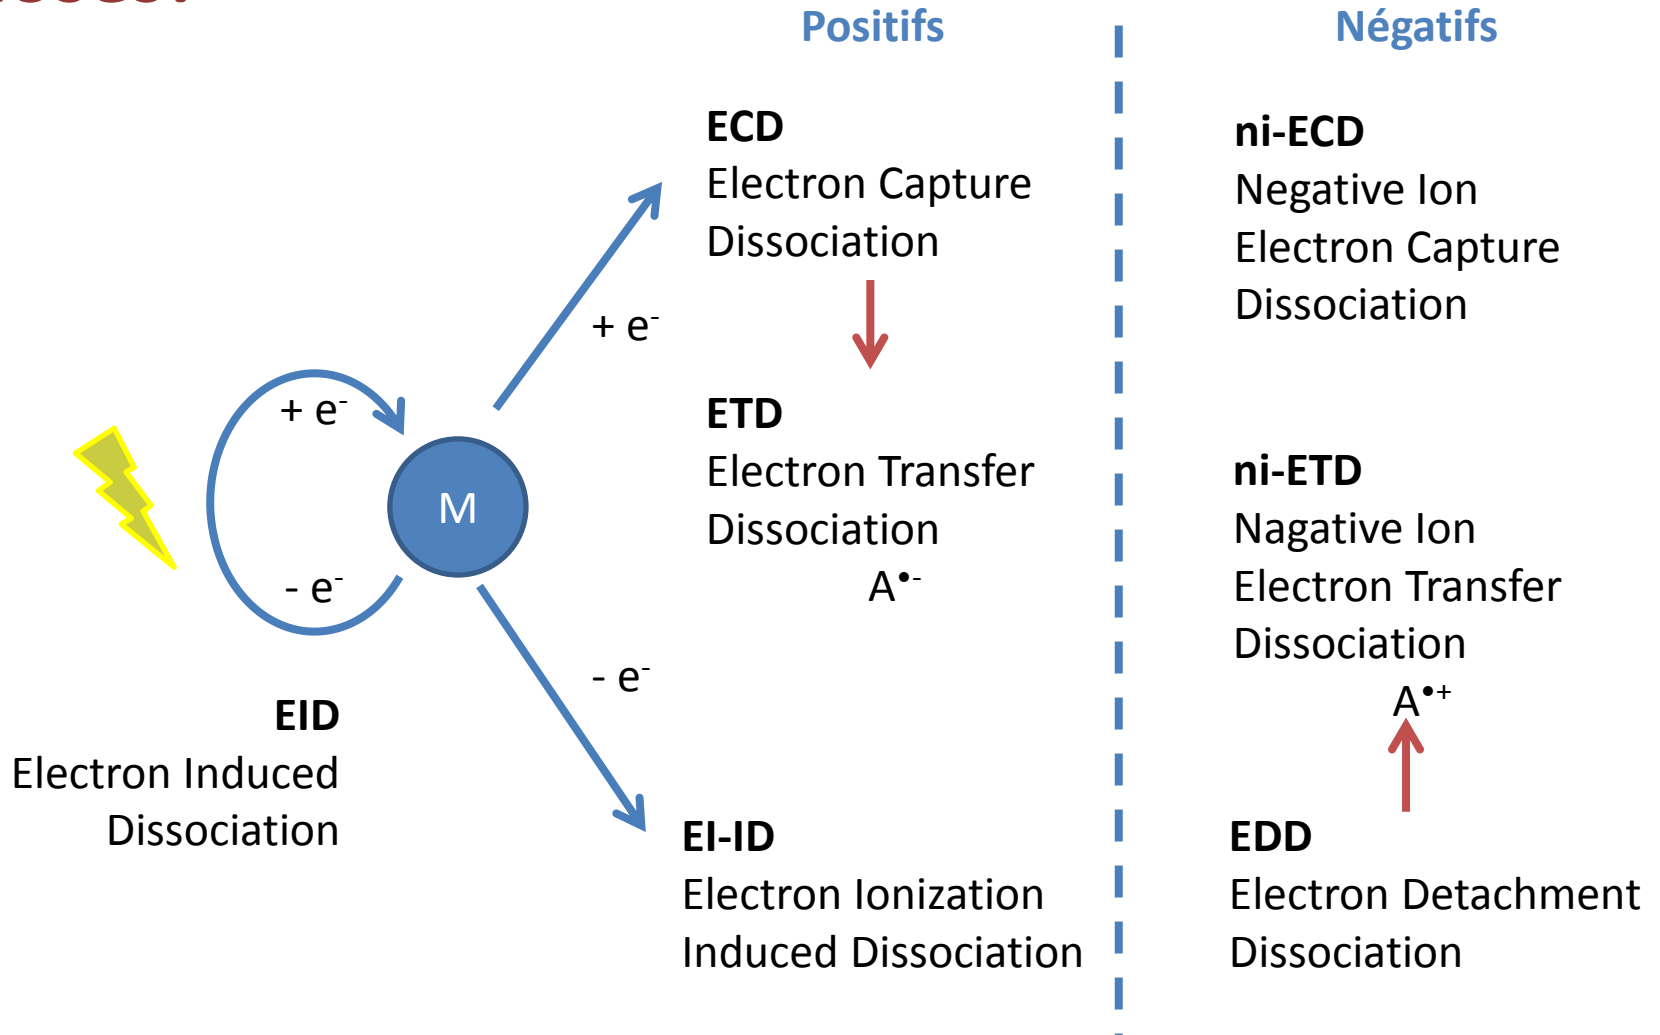 Positifs
Négatifs
ECD
Electron Capture
Dissociation
+ e-
ETD
Electron Transfer
Dissociation
A•-
+ e-
M
- e-
- e-
EID
Electron Induced
Dissociation
EI-ID
Electron Ionization
Induced Dissociation
ni-ECD
Negative Ion
Electron Capture
Dissociation
ni-ETD
Nagative Ion
Electron Transfer
Dissociation
A•+
EDD
Electron Detachment
Dissociation